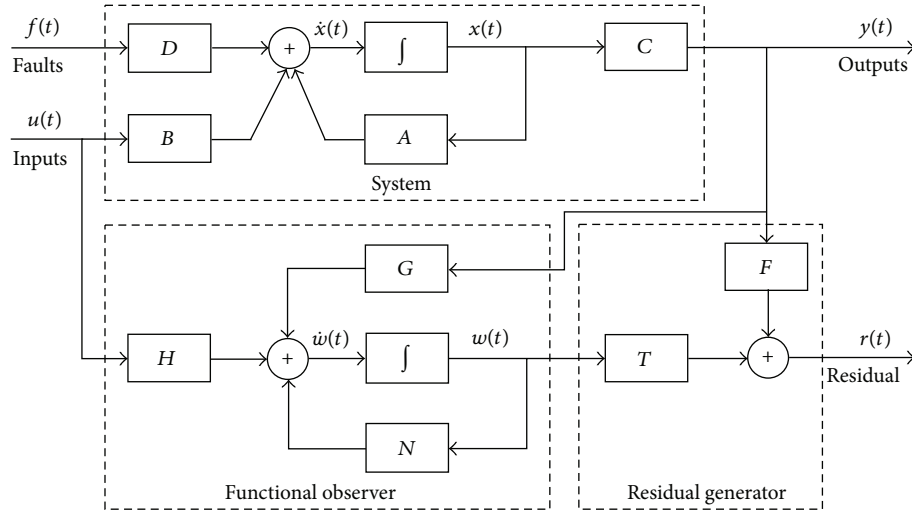 f(t)
D
+
ẋ(t)
∫
x(t)
C
y(t)
Faults
Outputs
u(t)
B
A
Inputs
System
G
F
H
+
ẇ(t)
∫
w(t)
T
+
r(t)
Residual
N
Functional observer
Residual generator